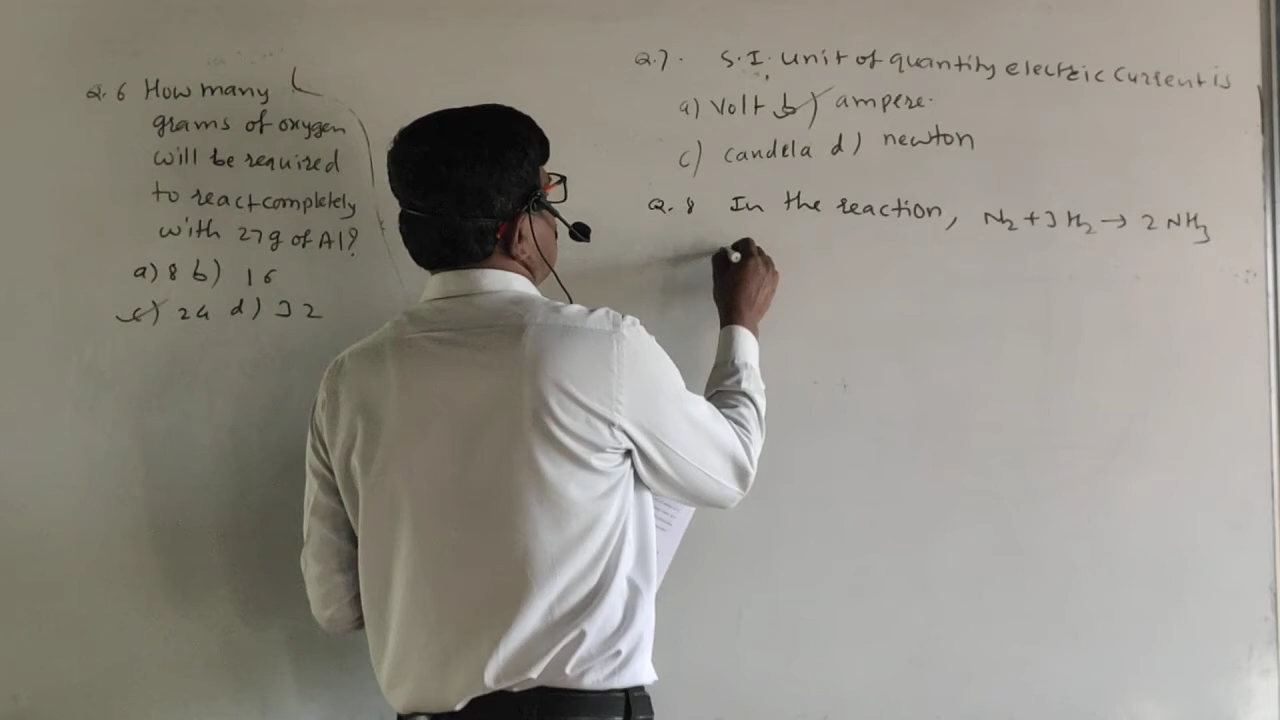 Q.6 How many
grams of oxygen
will be required
to react completely
with 27g of Al?
a) 8 b) 16
c) 24 d) 32
Q.7. S.I. unit of quantity electric current is
a) Volt b) ampere.
c) candela d) newton
Q.8 In the reaction, N₂ + 3H₂ → 2NH₃